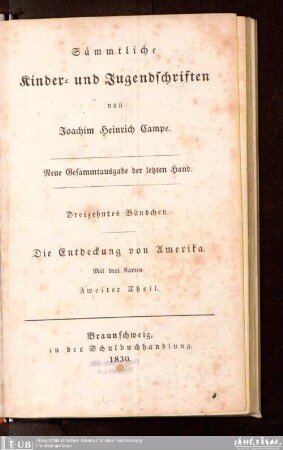 Sämmtliche
Kinder- und Jugendschriften
von
Joachim Heinrich Campe.
Neue Gesammtausgabe der letzten Hand.
Dreizehntes Bändchen.
Die Entdeckung von Amerika.
Mit drei Karten.
Zweiter Theil.
Braunschweig,
in der Schulbuchhandlung.
1830.
UB